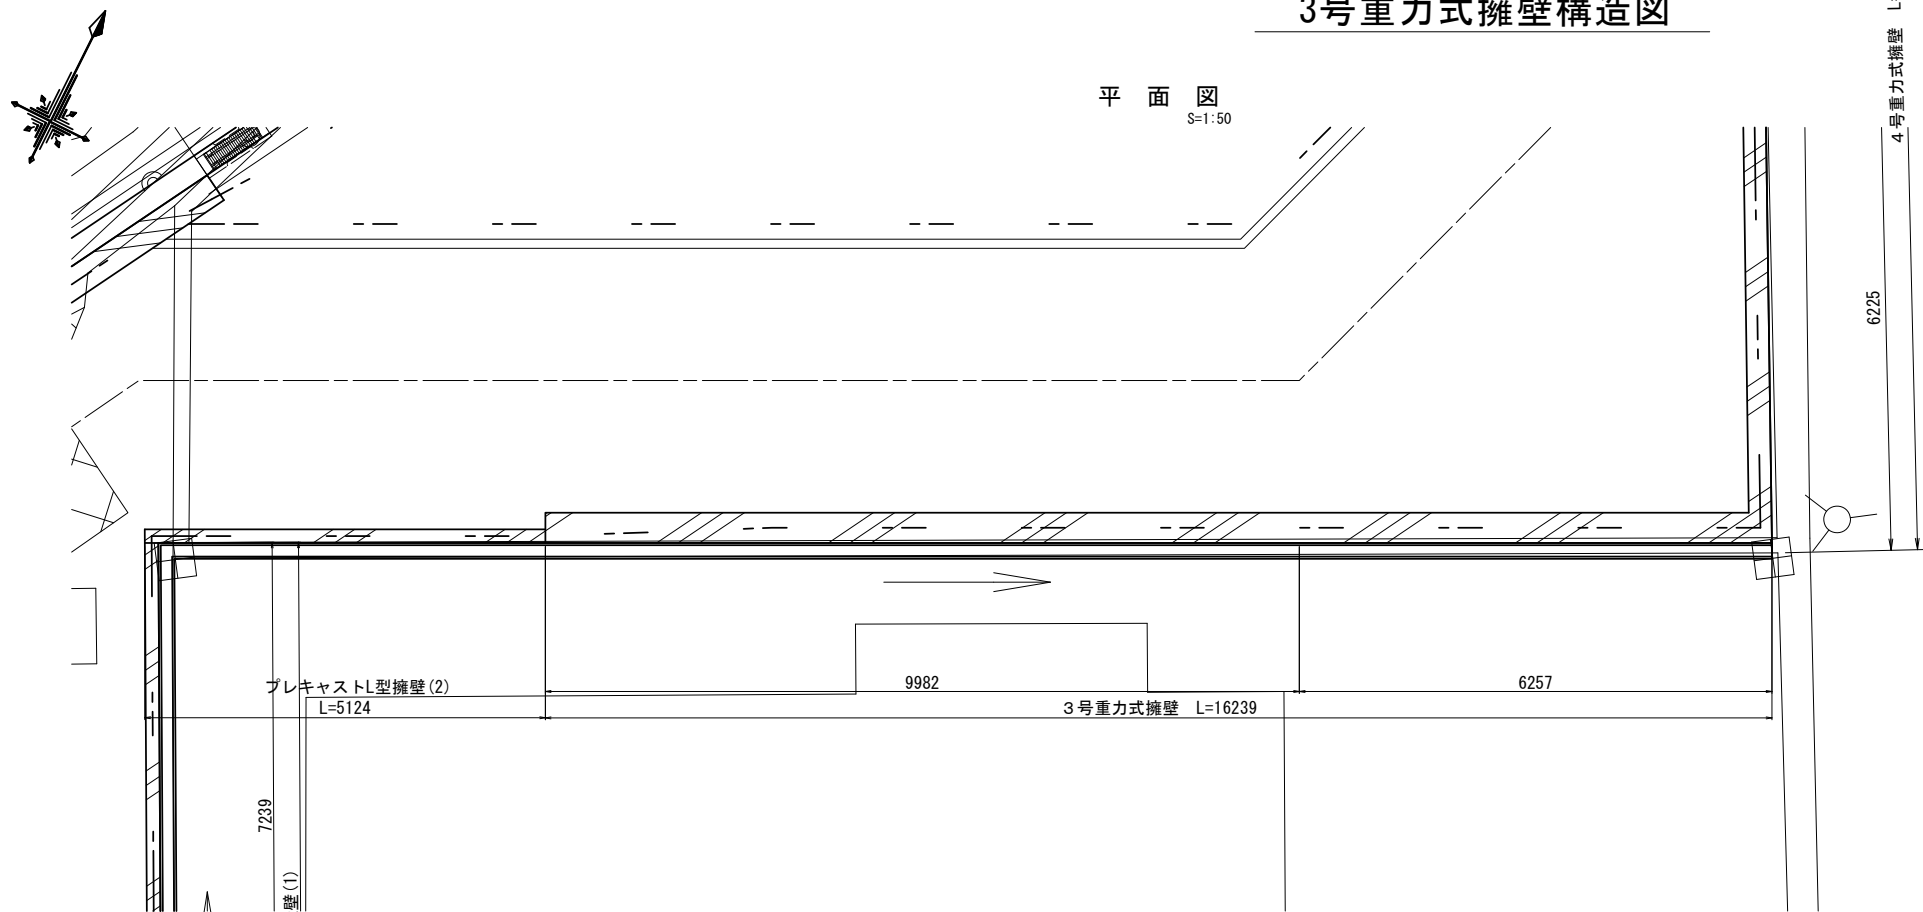 3号重力式擁壁構造図
平 面 図
S=1:50
4号重力式擁壁 L=
6225
プレキャストL型擁壁(2)
L=5124
9982
6257
3号重力式擁壁 L=16239
7239
壁(1)